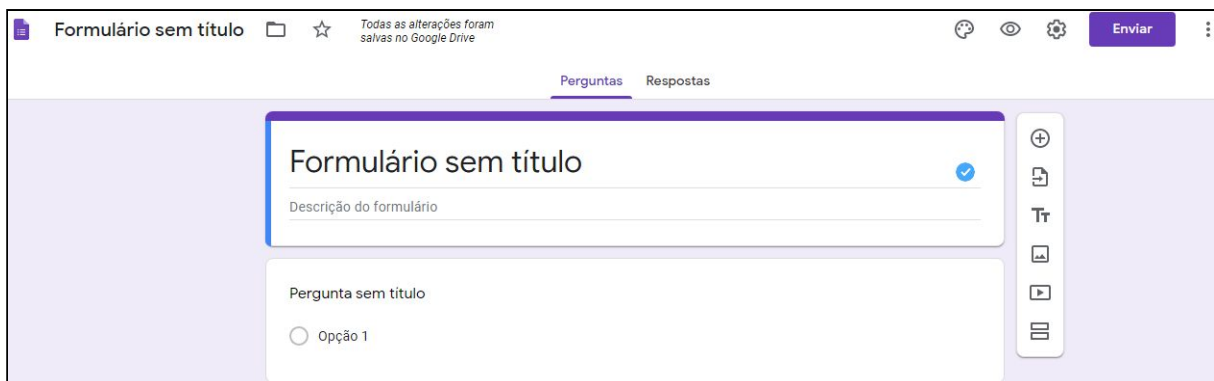 Formulário sem título
Todas as alterações foram
salvas no Google Drive
Enviar
Perguntas Respostas
Formulário sem título
Descrição do formulário
Tт
Pergunta sem título
Opção 1